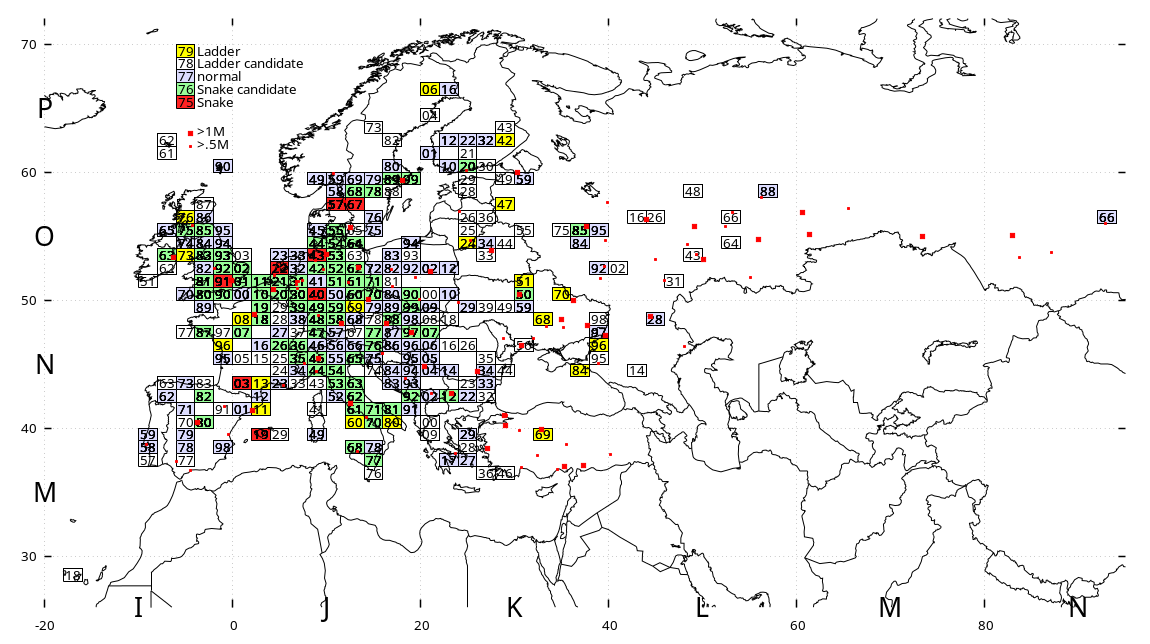 70
79 Ladder
78 Ladder candidate
77 normal
76 Snake candidate
75 Snake
06 16
P
04
73 43
>1M
>.5M
62 82 12 22 32 42
61 01 21
60
90 80 10 20 30
49 59 69 79 49 59
58 68 78 88 28 48 88
87 57 67 47
76 86 76 26 36 16 26 66 66
O
65 75 85 95 45 55 75 25 55 75 85 95
74 84 94 44 54 64 94 24 34 44 84 64
63 73 83 93 03 23 33 43 53 63 83 93 33 43
62 82 92 02 32 42 52 62 72 82 92 02 12 92 02
51 81 91 11 21 31 41 51 61 71 81 51 31
50
80 90 00 10 20 30 40 50 60 70 80 90 00 10 50 70
89 19 29 39 49 59 69 79 89 99 09 29 39 49 59
08 18 28 38 48 58 68 78 88 98 08 18 68 98 28
77 87 97 07 27 37 47 57 77 87 97 07 97
96 16 26 36 46 56 66 76 86 96 06 16 26 56 96
N
95 05 15 25 35 45 55 65 75 95 05 35 95
24 34 44 54 74 84 94 04 14 34 44 84 14
63 73 83 03 13 23 33 43 53 63 83 93 23 33
62 82 12 52 62 92 02 12 22 32
71 91 01 11 41 61 71 81 91
40
70 80 60 70 80 00
59 79 19 29 49 09 29 69
58 78 98 68 78 28
57 77 77 17 27
76 36 46
M
30
18
I J K L M N
-20 0 20 40 60 80